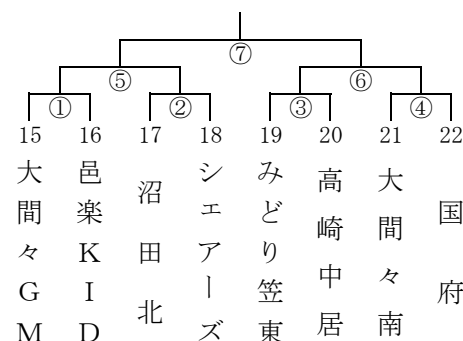 ⑦
⑤ ⑥
① ② ③ ④
15 16 17 18 19 20 21 22
大間々GM
邑楽KID
沼田北
シェアーズ
みどり笠東
高崎中居
大間々南
国府